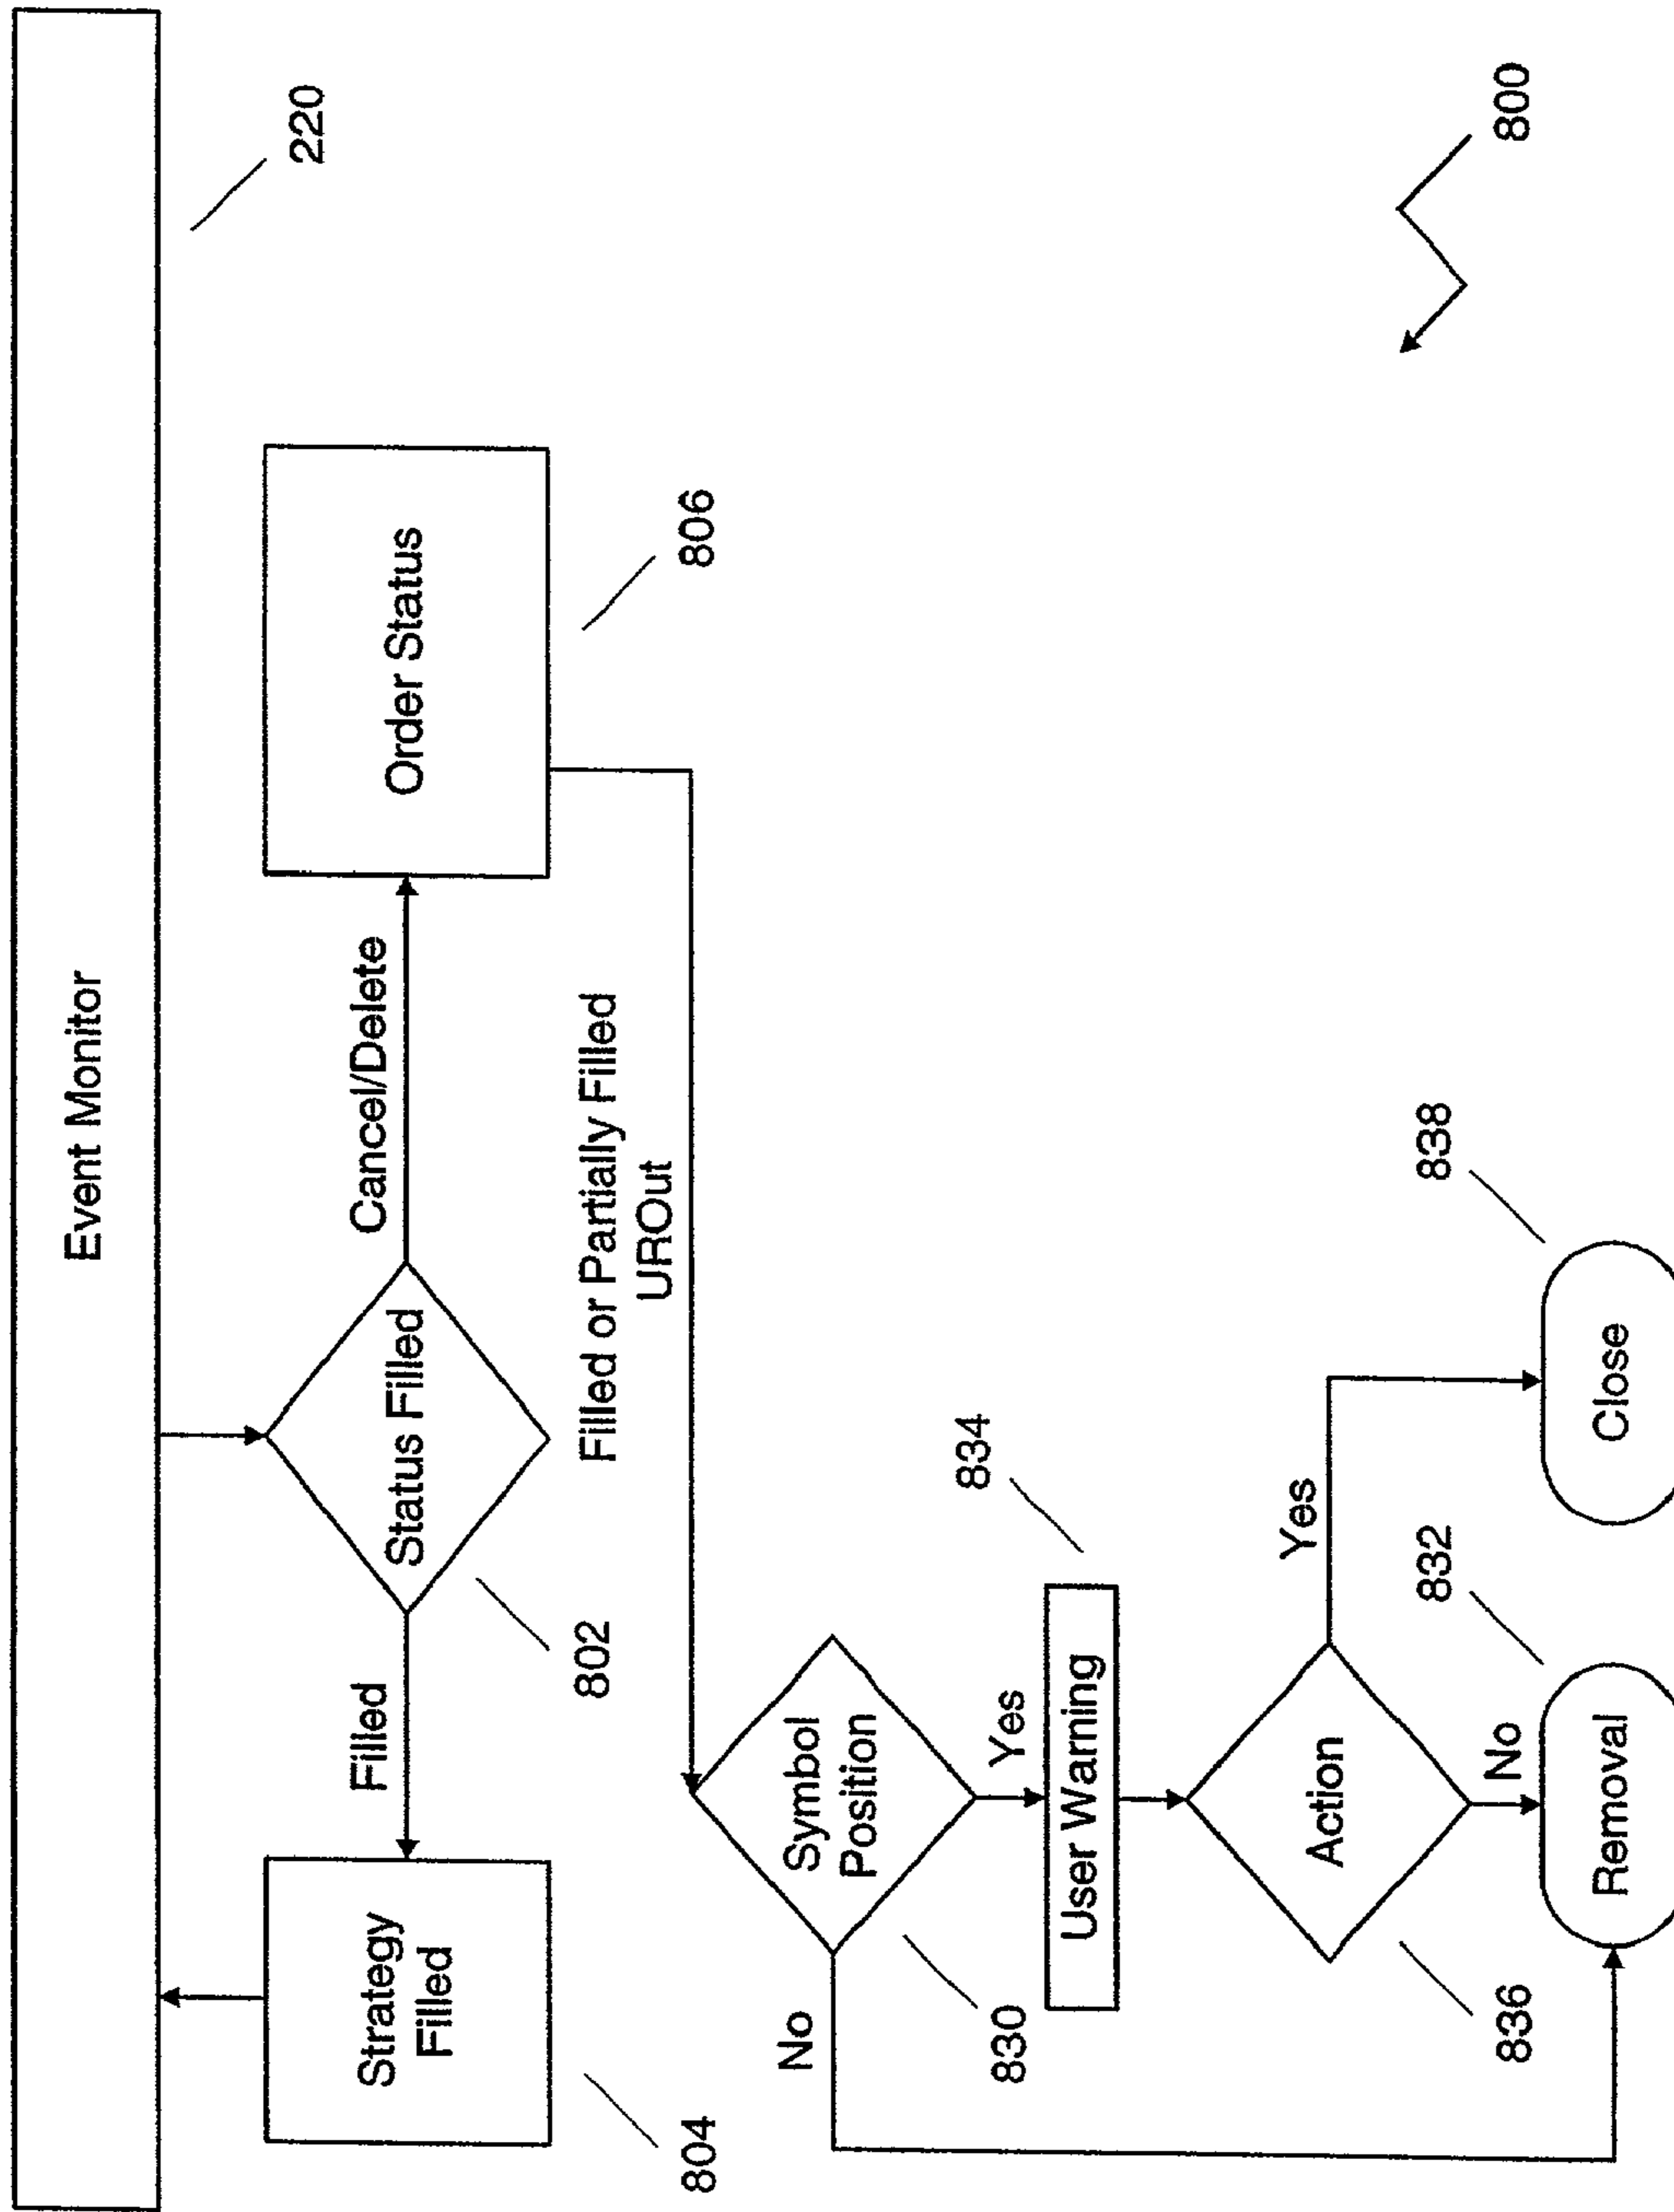 Event Monitor
220
Strategy
Filled
804
Filled
Status Filled
802
Cancel/Delete
Order Status
806
Filled or Partially Filled
UROut
Symbol
Position
830
No
Yes
User Warning
834
Action
836
Yes
No
Removal
832
Close
838
800